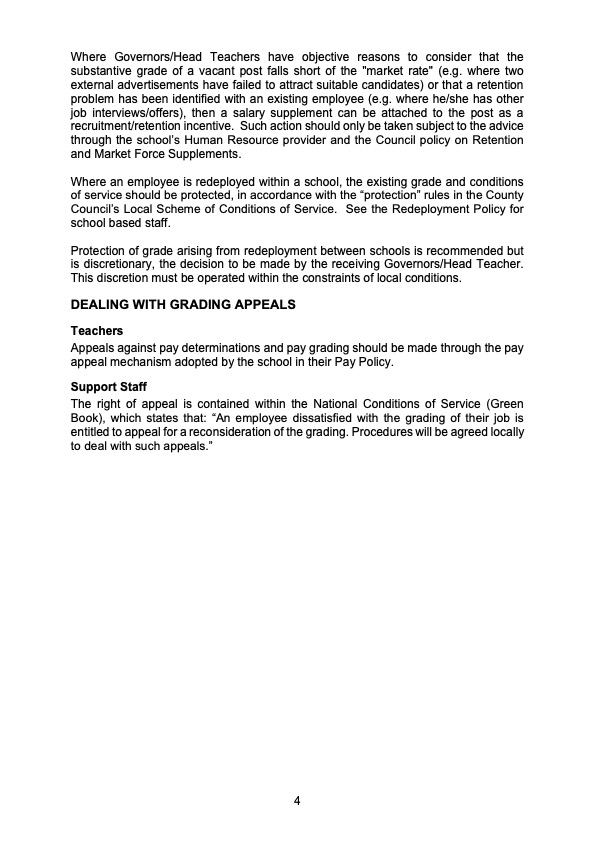 Where Governors/Head Teachers have objective reasons to consider that the
substantive grade of a vacant post falls short of the "market rate" (e.g. where two
external advertisements have failed to attract suitable candidates) or that a retention
problem has been identified with an existing employee (e.g. where he/she has other
job interviews/offers), then a salary supplement can be attached to the post as a
recruitment/retention incentive.  Such action should only be taken subject to the advice
through the school’s Human Resource provider and the Council policy on Retention
and Market Force Supplements.
Where an employee is redeployed within a school, the existing grade and conditions
of service should be protected, in accordance with the “protection” rules in the County
Council’s Local Scheme of Conditions of Service.  See the Redeployment Policy for
school based staff.
Protection of grade arising from redeployment between schools is recommended but
is discretionary, the decision to be made by the receiving Governors/Head Teacher.
This discretion must be operated within the constraints of local conditions.
DEALING WITH GRADING APPEALS
Teachers
Appeals against pay determinations and pay grading should be made through the pay
appeal mechanism adopted by the school in their Pay Policy.
Support Staff
The right of appeal is contained within the National Conditions of Service (Green
Book), which states that: “An employee dissatisfied with the grading of their job is
entitled to appeal for a reconsideration of the grading. Procedures will be agreed locally
to deal with such appeals.”
4